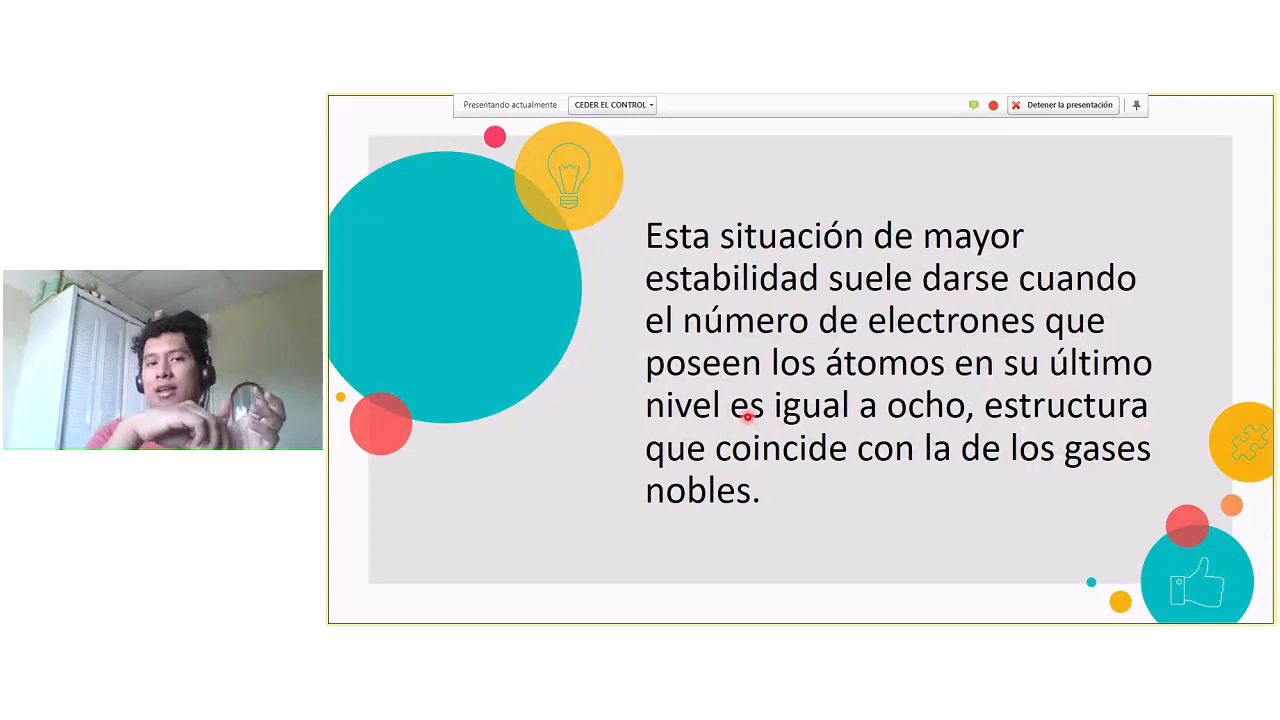 Presentando actualmente CEDER EL CONTROL Detener la presentación
Esta situación de mayor
estabilidad suele darse cuando
el número de electrones que
poseen los átomos en su último
nivel es igual a ocho, estructura
que coincide con la de los gases
nobles.